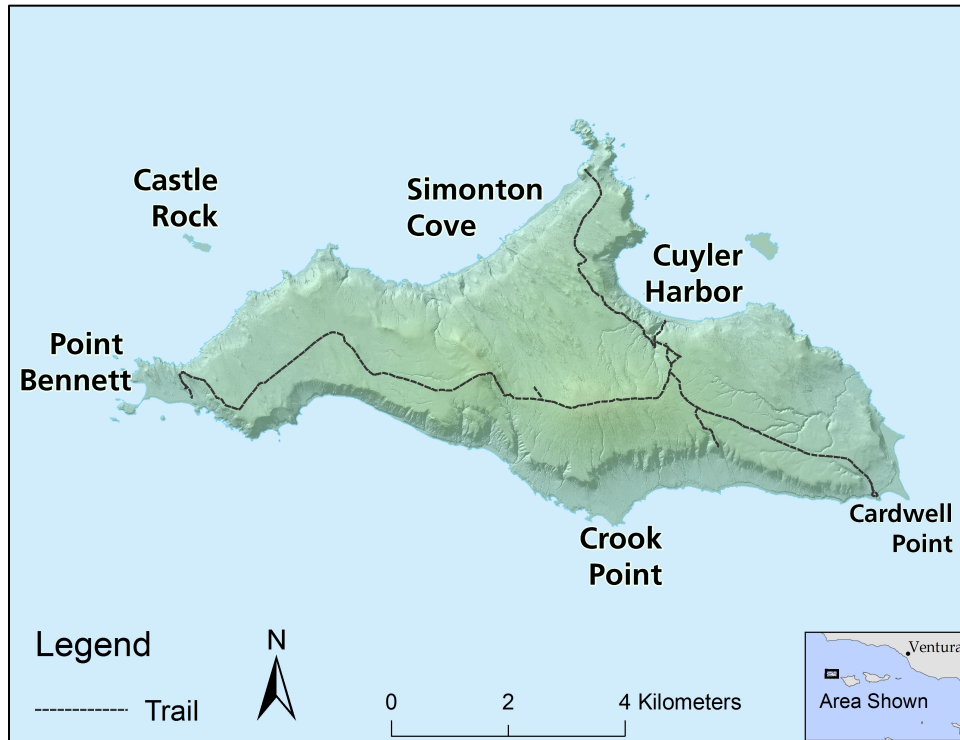 Castle
Rock
Simonton
Cove
Cuyler
Harbor
Point
Bennett
Cardwell
Point
Crook
Point
Legend
N
Trail
0 2 4 Kilometers
Ventura
Area Shown